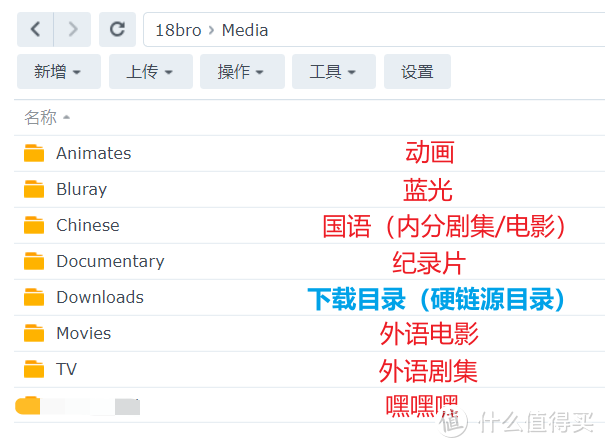 18bro > Media
新增 上传 操作 工具 设置
名称
Animates 动画
Bluray 蓝光
Chinese 国语（内分剧集/电影）
Documentary 纪录片
Downloads 下载目录（硬链源目录）
Movies 外语电影
TV 外语剧集
嘿嘿嘿
值 什么值得买